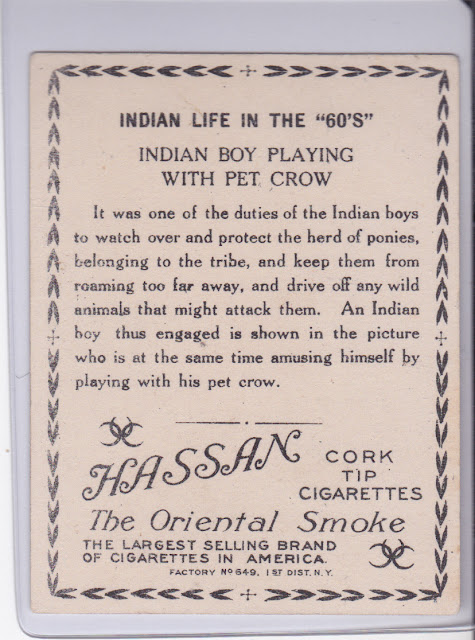 INDIAN LIFE IN THE "60'S"
INDIAN BOY PLAYING
WITH PET CROW
It was one of the duties of the Indian boys
to watch over and protect the herd of ponies,
belonging to the tribe, and keep them from
roaming too far away, and drive off any wild
animals that might attack them. An Indian
boy thus engaged is shown in the picture
who is at the same time amusing himself by
playing with his pet crow.
HASSAN
CORK
TIP
CIGARETTES
The Oriental Smoke
THE LARGEST SELLING BRAND
OF CIGARETTES IN AMERICA.
FACTORY Nº 649. 1ST DIST. N.Y.